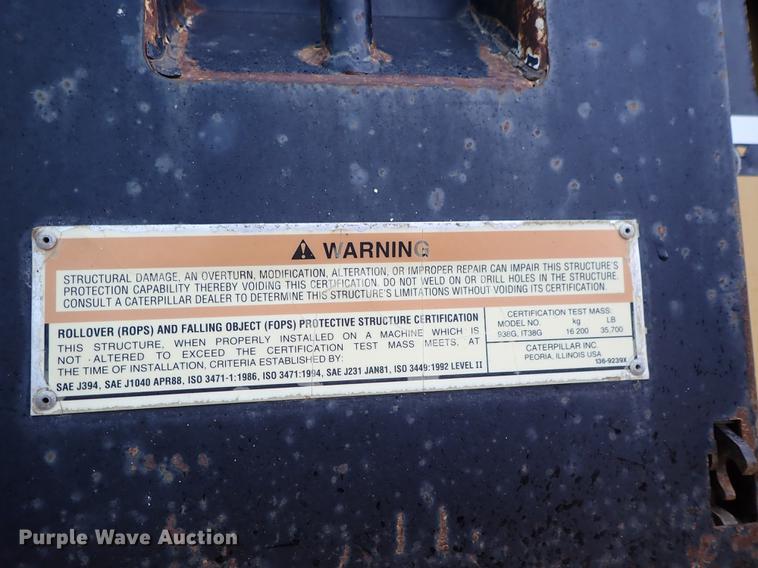 ⚠ WARNING
STRUCTURAL DAMAGE, AN OVERTURN, MODIFICATION, ALTERATION, OR IMPROPER REPAIR CAN IMPAIR THIS STRUCTURE'S
PROTECTION CAPABILITY THEREBY VOIDING THIS CERTIFICATION. DO NOT WELD ON OR DRILL HOLES IN THE STRUCTURE.
CONSULT A CATERPILLAR DEALER TO DETERMINE THIS STRUCTURE'S LIMITATIONS WITHOUT VOIDING ITS CERTIFICATION.
ROLLOVER (ROPS) AND FALLING OBJECT (FOPS) PROTECTIVE STRUCTURE CERTIFICATION
THIS STRUCTURE, WHEN PROPERLY INSTALLED ON A MACHINE WHICH IS
NOT ALTERED TO EXCEED THE CERTIFICATION TEST MASS MEETS, AT
THE TIME OF INSTALLATION, CRITERIA ESTABLISHED BY:
SAE J394, SAE J1040 APR88, ISO 3471-1:1986, ISO 3471:1994, SAE J231 JAN81, ISO 3449:1992 LEVEL II
CERTIFICATION TEST MASS:
MODEL NO. kg LB
938G, IT38G 16 200 35,700
CATERPILLAR INC.
PEORIA, ILLINOIS USA
136-9239X
Purple Wave Auction